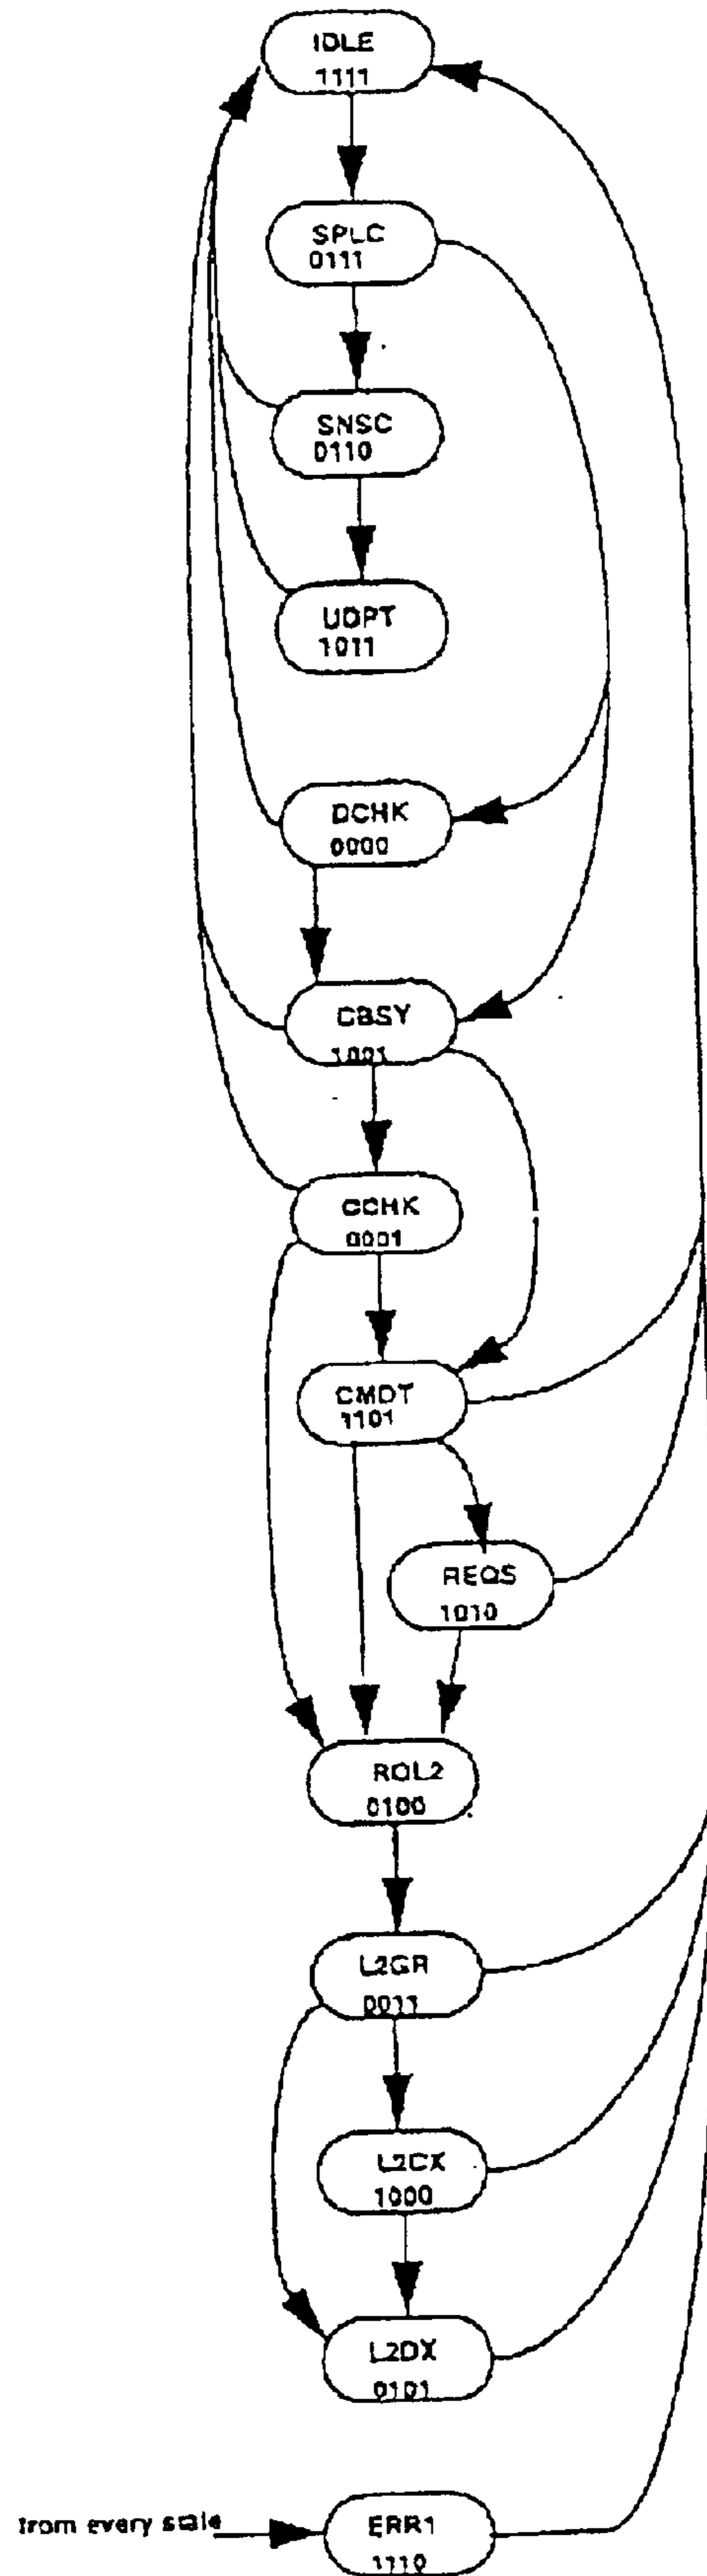 IDLE
1111
SPLC
0111
SNSC
0110
UDPT
1011
DCHK
0000
CBSY
1001
CCHK
0001
CMDT
1101
REQS
1010
RQL2
0100
L2GR
0011
L2CX
1000
L2DX
0101
from every state
ERR1
1110